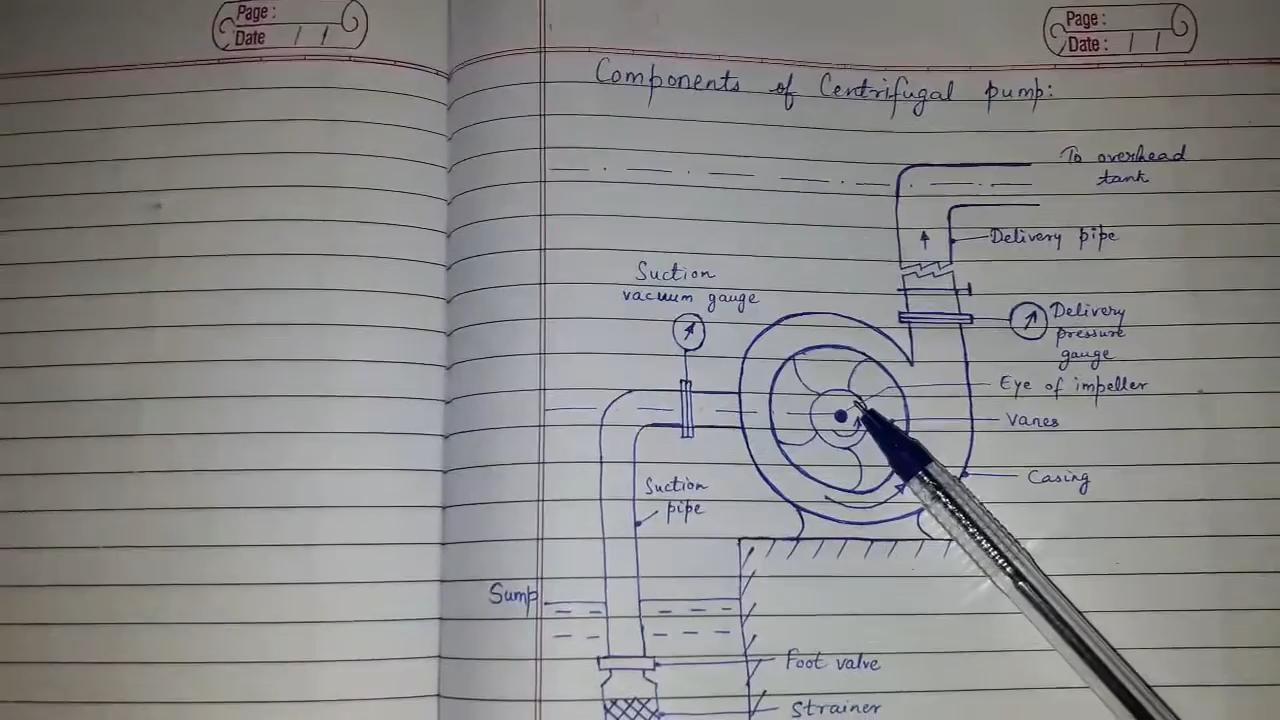 Page :
Date / /
Page :
Date : / /
Components of Centrifugal pump:
To overhead
tank
Delivery pipe
Suction
vacuum gauge
Delivery
pressure
gauge
Eye of impeller
Vanes
Casing
Suction
pipe
Sump
Foot valve
Strainer